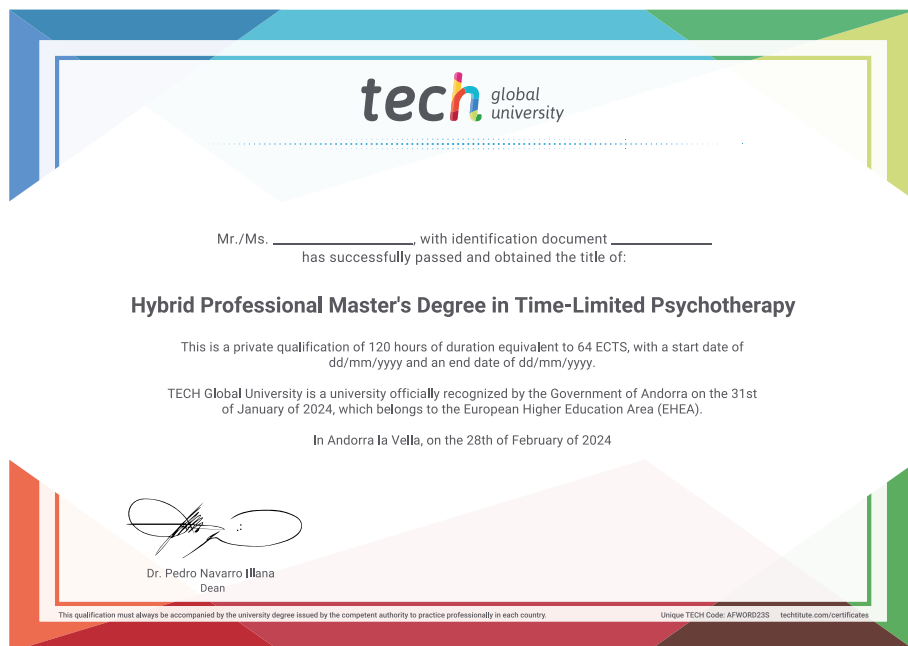 tech global university
Mr./Ms. ______________, with identification document ______________
has successfully passed and obtained the title of:
Hybrid Professional Master's Degree in Time-Limited Psychotherapy
This is a private qualification of 120 hours of duration equivalent to 64 ECTS, with a start date of
dd/mm/yyyy and an end date of dd/mm/yyyy.
TECH Global University is a university officially recognized by the Government of Andorra on the 31st
of January of 2024, which belongs to the European Higher Education Area (EHEA).
In Andorra la Vella, on the 28th of February of 2024
Dr. Pedro Navarro Illana
Dean
This qualification must always be accompanied by the university degree issued by the competent authority to practice professionally in each country.
Unique TECH Code: AFWORD23S techtitute.com/certificates